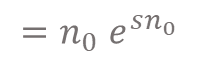 = n₀ e^{sn₀}